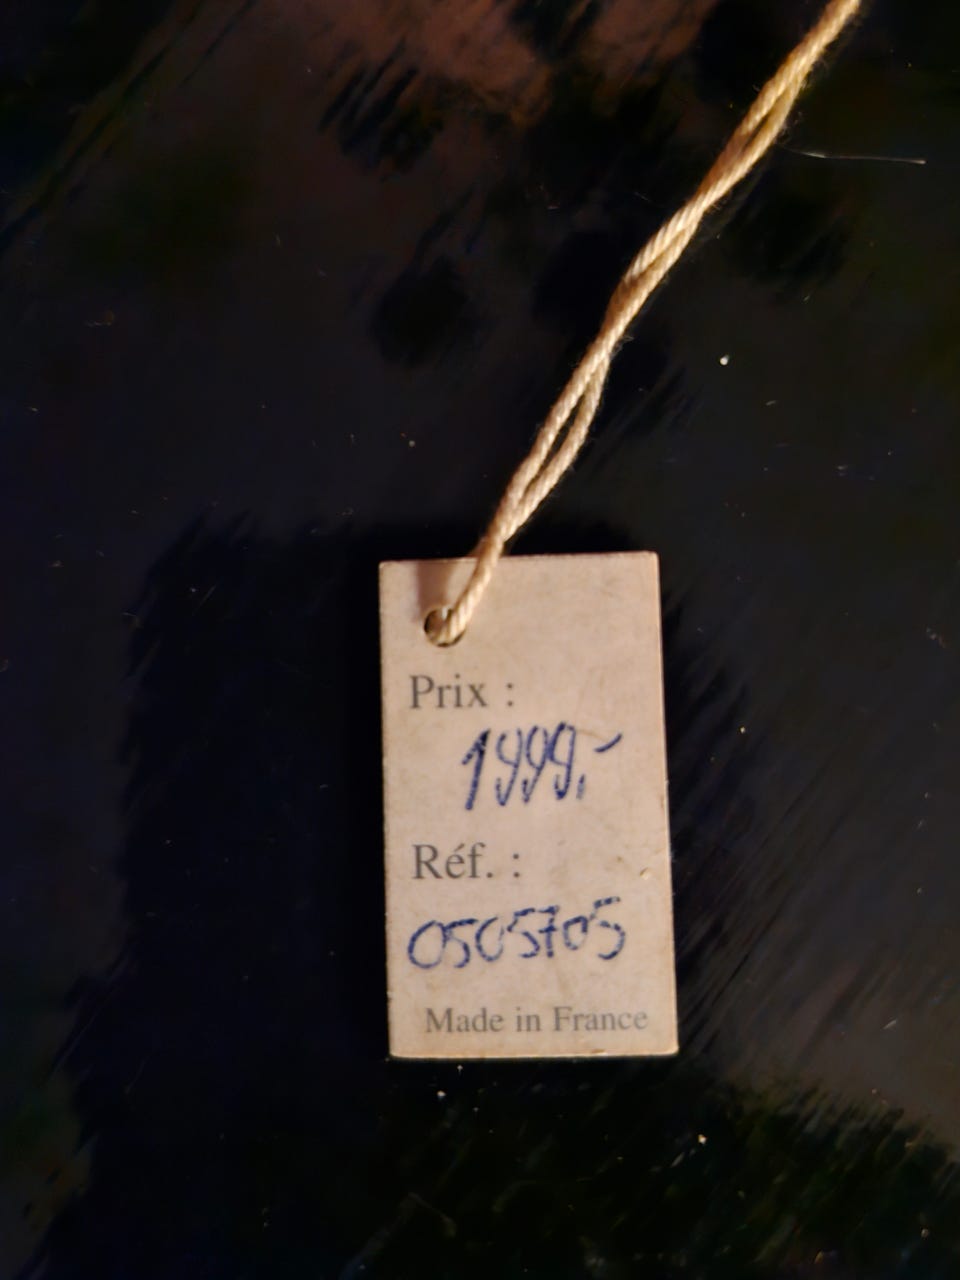 Prix :
1999.-
Réf. :
0505705
Made in France